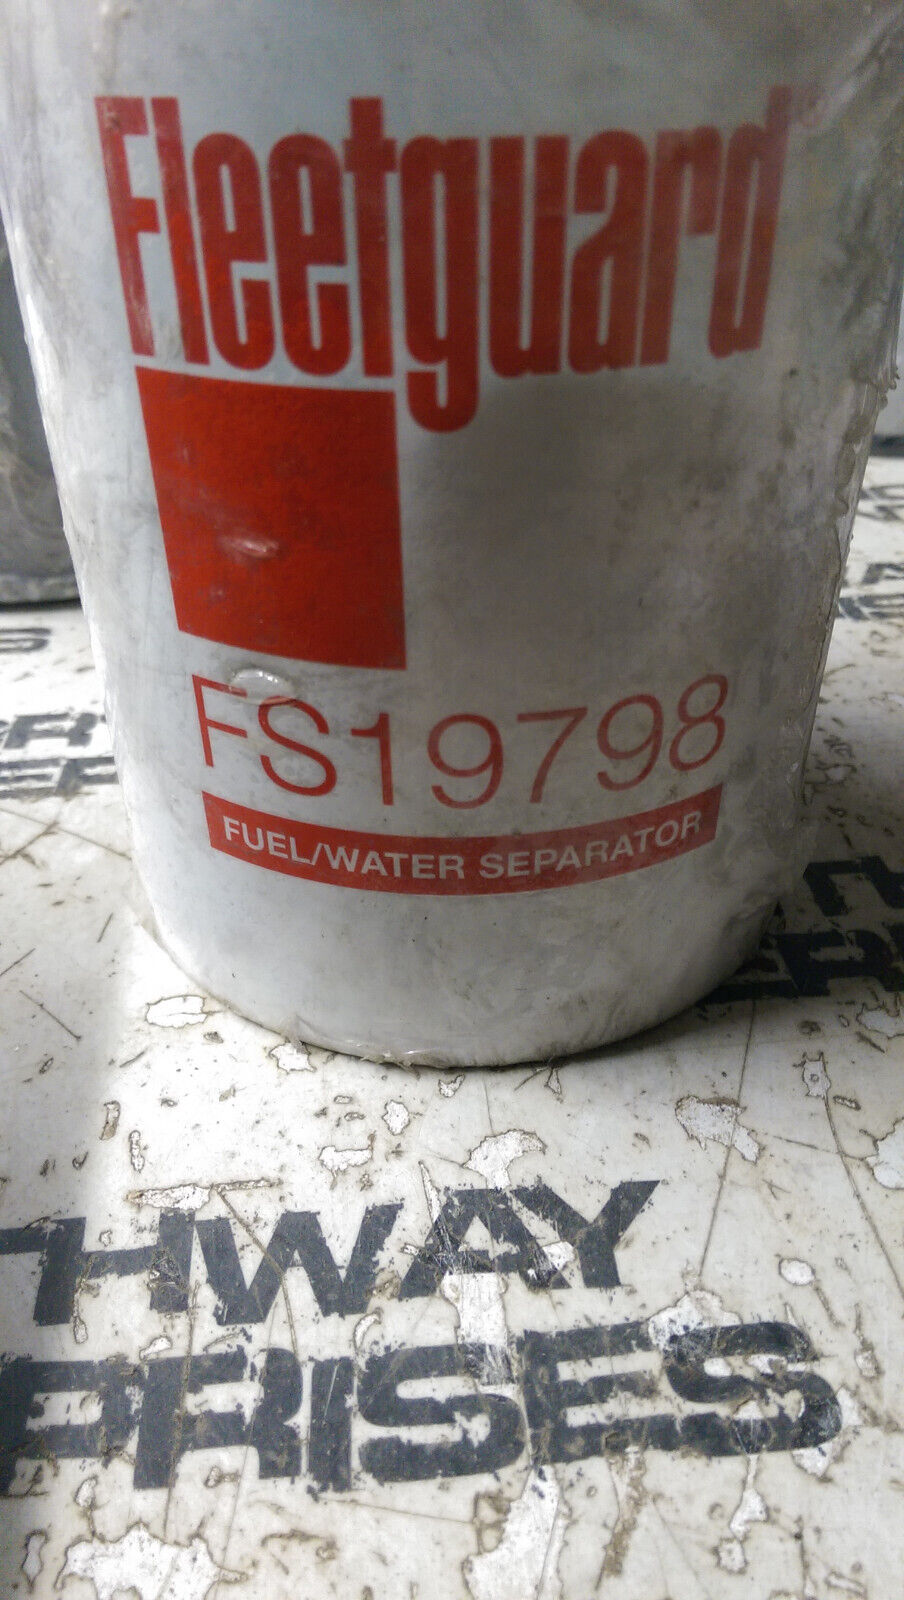 Fleetguard
FS19798
FUEL/WATER SEPARATOR
HWAY
PRISES